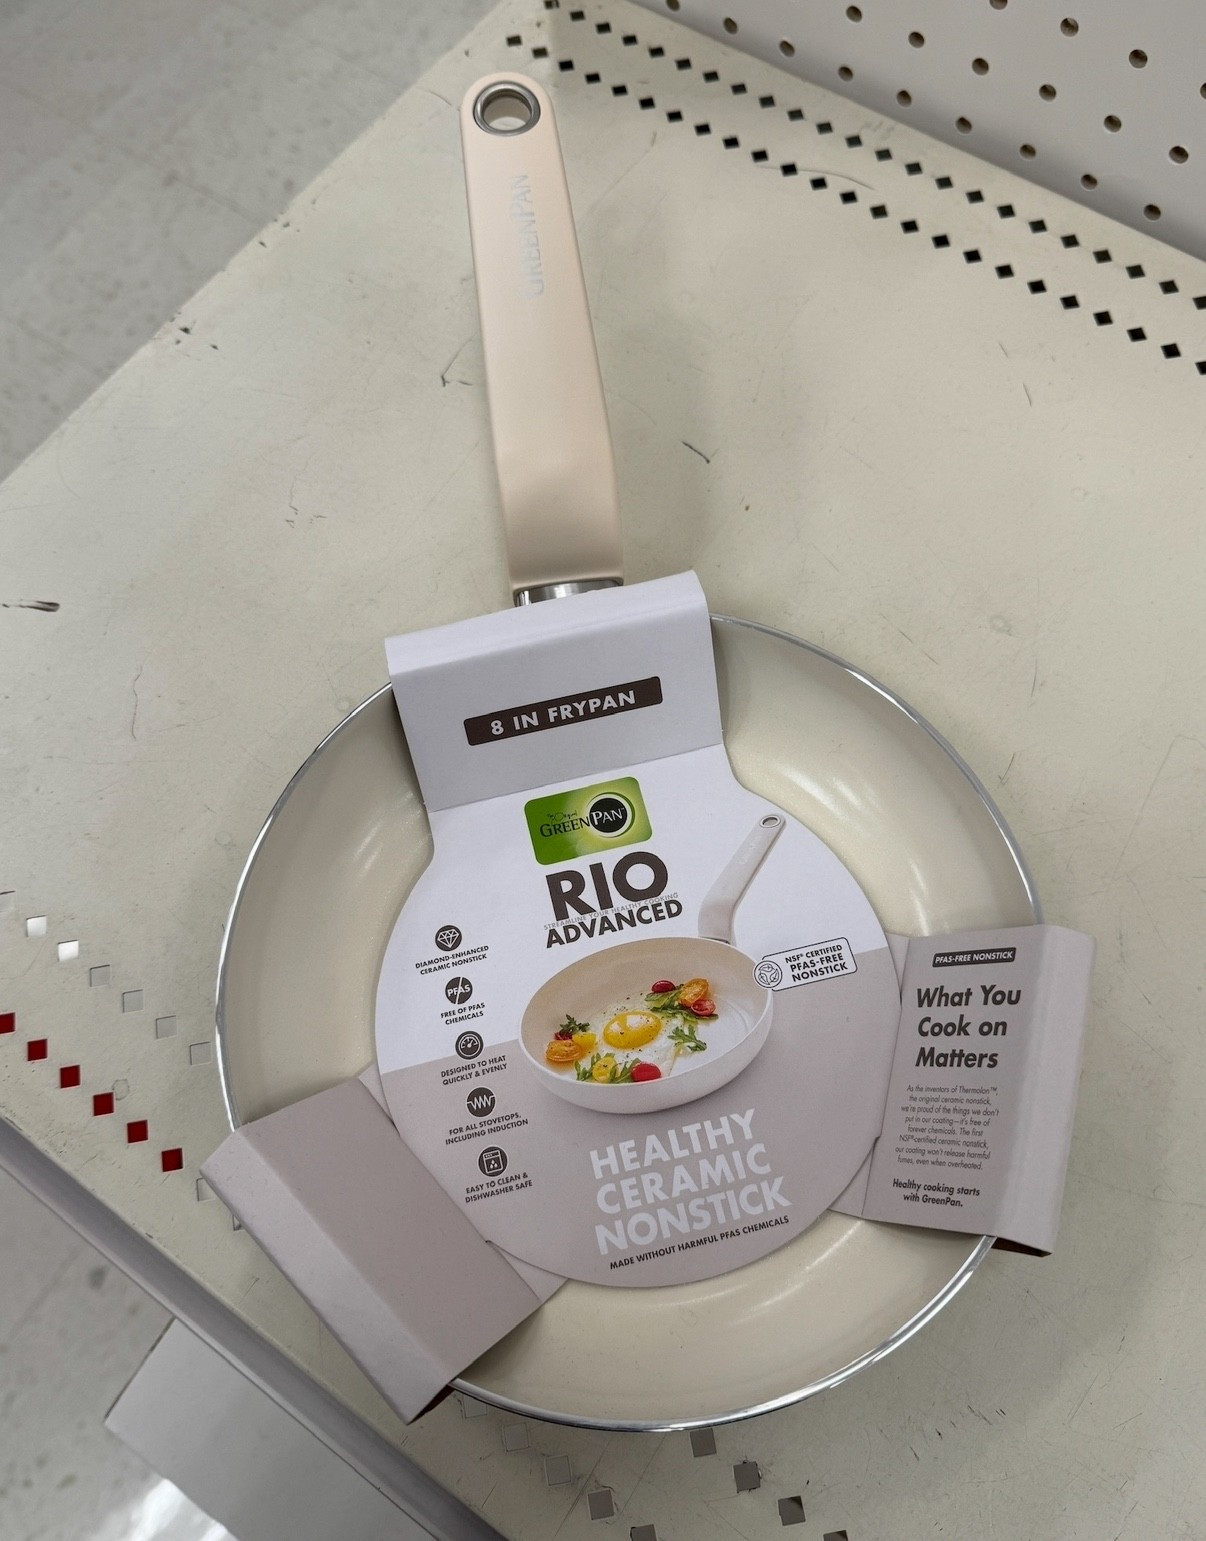 GREENPAN
8 IN FRYPAN
The Original
GREENPAN™
RIO
STREAMLINE YOUR HEALTHY COOKING
ADVANCED
DIAMOND-ENHANCED
CERAMIC NONSTICK
PFAS
FREE OF PFAS
CHEMICALS
DESIGNED TO HEAT
QUICKLY & EVENLY
FOR ALL STOVETOPS,
INCLUDING INDUCTION
EASY TO CLEAN &
DISHWASHER SAFE
NSF® CERTIFIED
PFAS-FREE
NONSTICK
HEALTHY
CERAMIC
NONSTICK
MADE WITHOUT HARMFUL PFAS CHEMICALS
PFAS-FREE NONSTICK
What You
Cook on
Matters
As the inventors of Thermolon™,
the original ceramic nonstick,
we're proud of the things we don't
put in our coating—it's free of
forever chemicals. The first
NSF®certified ceramic nonstick,
our coating won't release harmful
fumes, even when overheated.
Healthy cooking starts
with GreenPan.